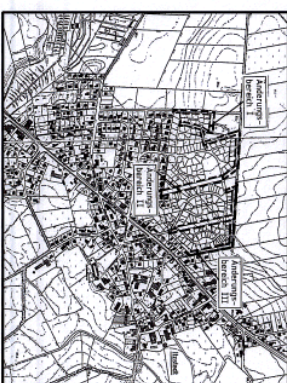 Änderungs-
bereich I
Änderungs-
bereich II
Änderungs-
bereich III